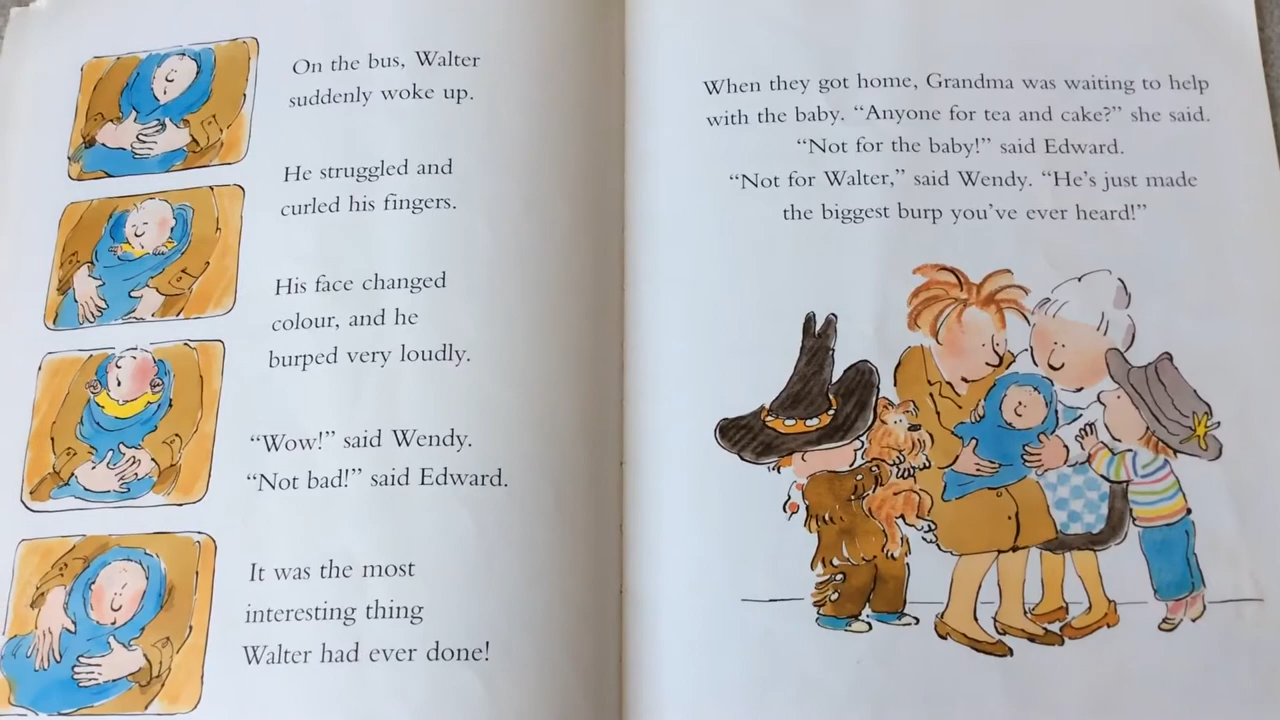 On the bus, Walter
suddenly woke up.
He struggled and
curled his fingers.
His face changed
colour, and he
burped very loudly.
“Wow!” said Wendy.
“Not bad!” said Edward.
It was the most
interesting thing
Walter had ever done!
When they got home, Grandma was waiting to help
with the baby. “Anyone for tea and cake?” she said.
“Not for the baby!” said Edward.
“Not for Walter,” said Wendy. “He’s just made
the biggest burp you’ve ever heard!”